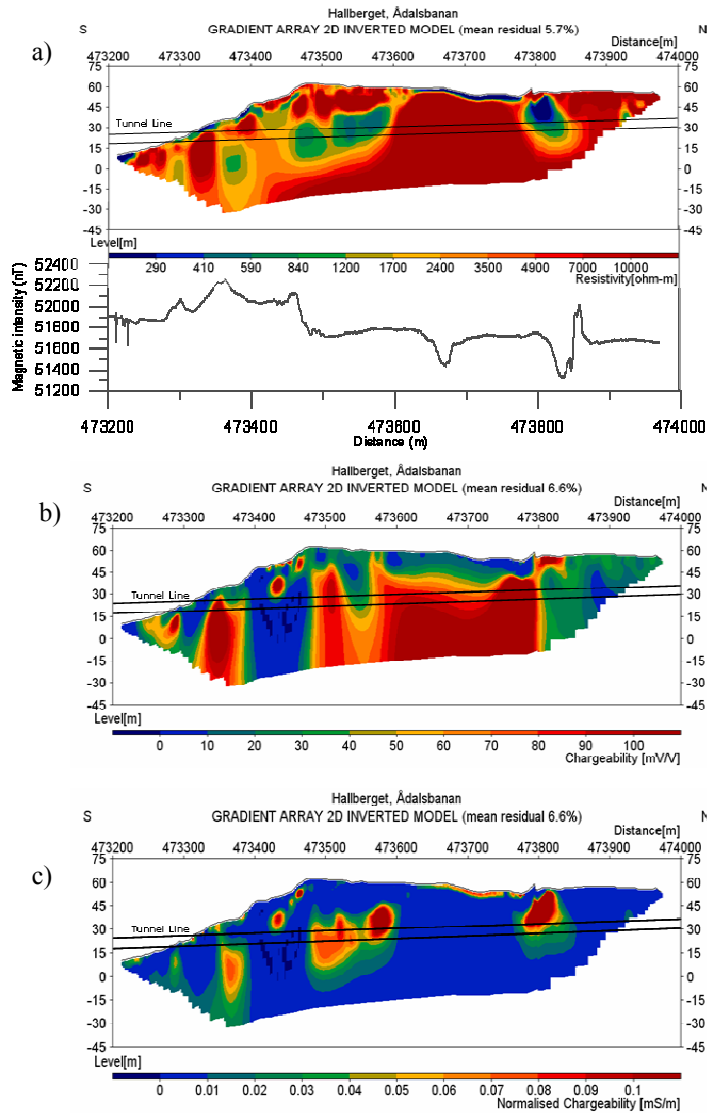 a)
Hallberget, Ådalsbanan
S GRADIENT ARRAY 2D INVERTED MODEL (mean residual 5.7%) N
Distance[m]
473200 473300 473400 473500 473600 473700 473800 473900 474000
75 75
60 60
45 45
30 30
15 15
0 0
-15 -15
-30 -30
-45 45
Tunnel Line
Level[m]
290 410 590 840 1200 1700 2400 3500 4900 7000 10000
Resistivity[ohm-m]
Magnetic intensity (nT)
52400
52200
52000
51800
51600
51400
51200
473200 473400 473600 473800 474000
Distance (m)
b)
Hallberget, Ådalsbanan
S GRADIENT ARRAY 2D INVERTED MODEL (mean residual 6.6%) N
Distance[m]
473200 473300 473400 473500 473600 473700 473800 473900 474000
75 75
60 60
45 45
30 30
15 15
0 0
-15 -15
-30 -30
-45 -45
Tunnel Line
Level[m]
0 10 20 30 40 50 60 70 80 90 100
Chargeability [mV/V]
c)
Hallberget, Ådalsbanan
S GRADIENT ARRAY 2D INVERTED MODEL (mean residual 6.6%) N
Distance[m]
473200 473300 473400 473500 473600 473700 473800 473900 474000
75 75
60 60
45 45
30 30
15 15
0 0
-15 -15
-30 -30
-45 -45
Tunnel Line
Level[m]
0 0.01 0.02 0.03 0.04 0.05 0.06 0.07 0.08 0.09 0.1
Normalised Chargeability [mS/m]